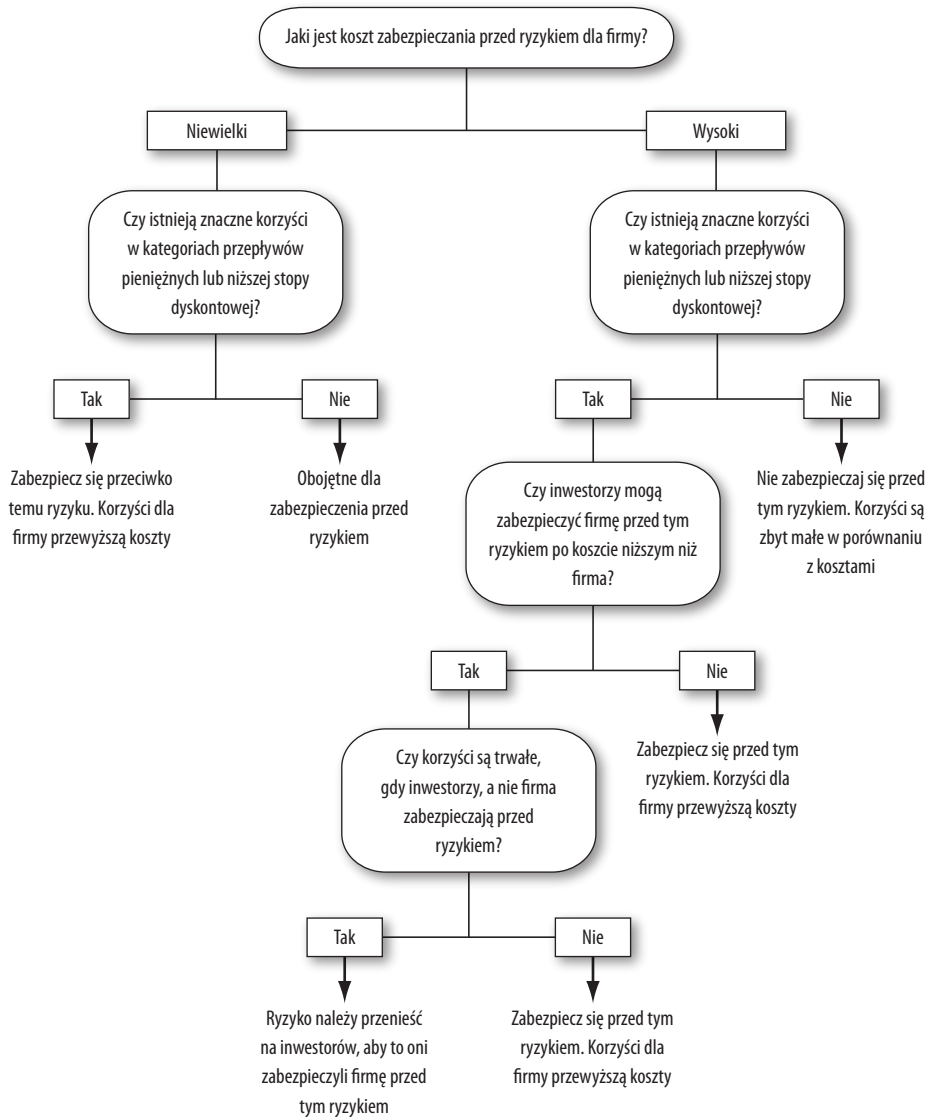 Jaki jest koszt zabezpieczania przed ryzykiem dla firmy?
Niewielki
Wysoki
Czy istnieją znaczne korzyści
w kategoriach przepływów
pieniężnych lub niższej stopy
dyskontowej?
Czy istnieją znaczne korzyści
w kategoriach przepływów
pieniężnych lub niższej stopy
dyskontowej?
Tak
Nie
Tak
Nie
Zabezpiecz się przeciwko
temu ryzyku. Korzyści dla
firmy przewyższą koszty
Obojętne dla
zabezpieczenia przed
ryzykiem
Czy inwestorzy mogą
zabezpieczyć firmę przed tym
ryzykiem po koszcie niższym niż
firma?
Nie zabezpieczaj się przed
tym ryzykiem. Korzyści są
zbyt małe w porównaniu
z kosztami
Tak
Nie
Czy korzyści są trwałe,
gdy inwestorzy, a nie firma
zabezpieczają przed
ryzykiem?
Zabezpiecz się przed tym
ryzykiem. Korzyści dla
firmy przewyższą koszty
Tak
Nie
Ryzyko należy przenieść
na inwestorów, aby to oni
zabezpieczyli firmę przed
tym ryzykiem
Zabezpiecz się przed tym
ryzykiem. Korzyści dla
firmy przewyższą koszty